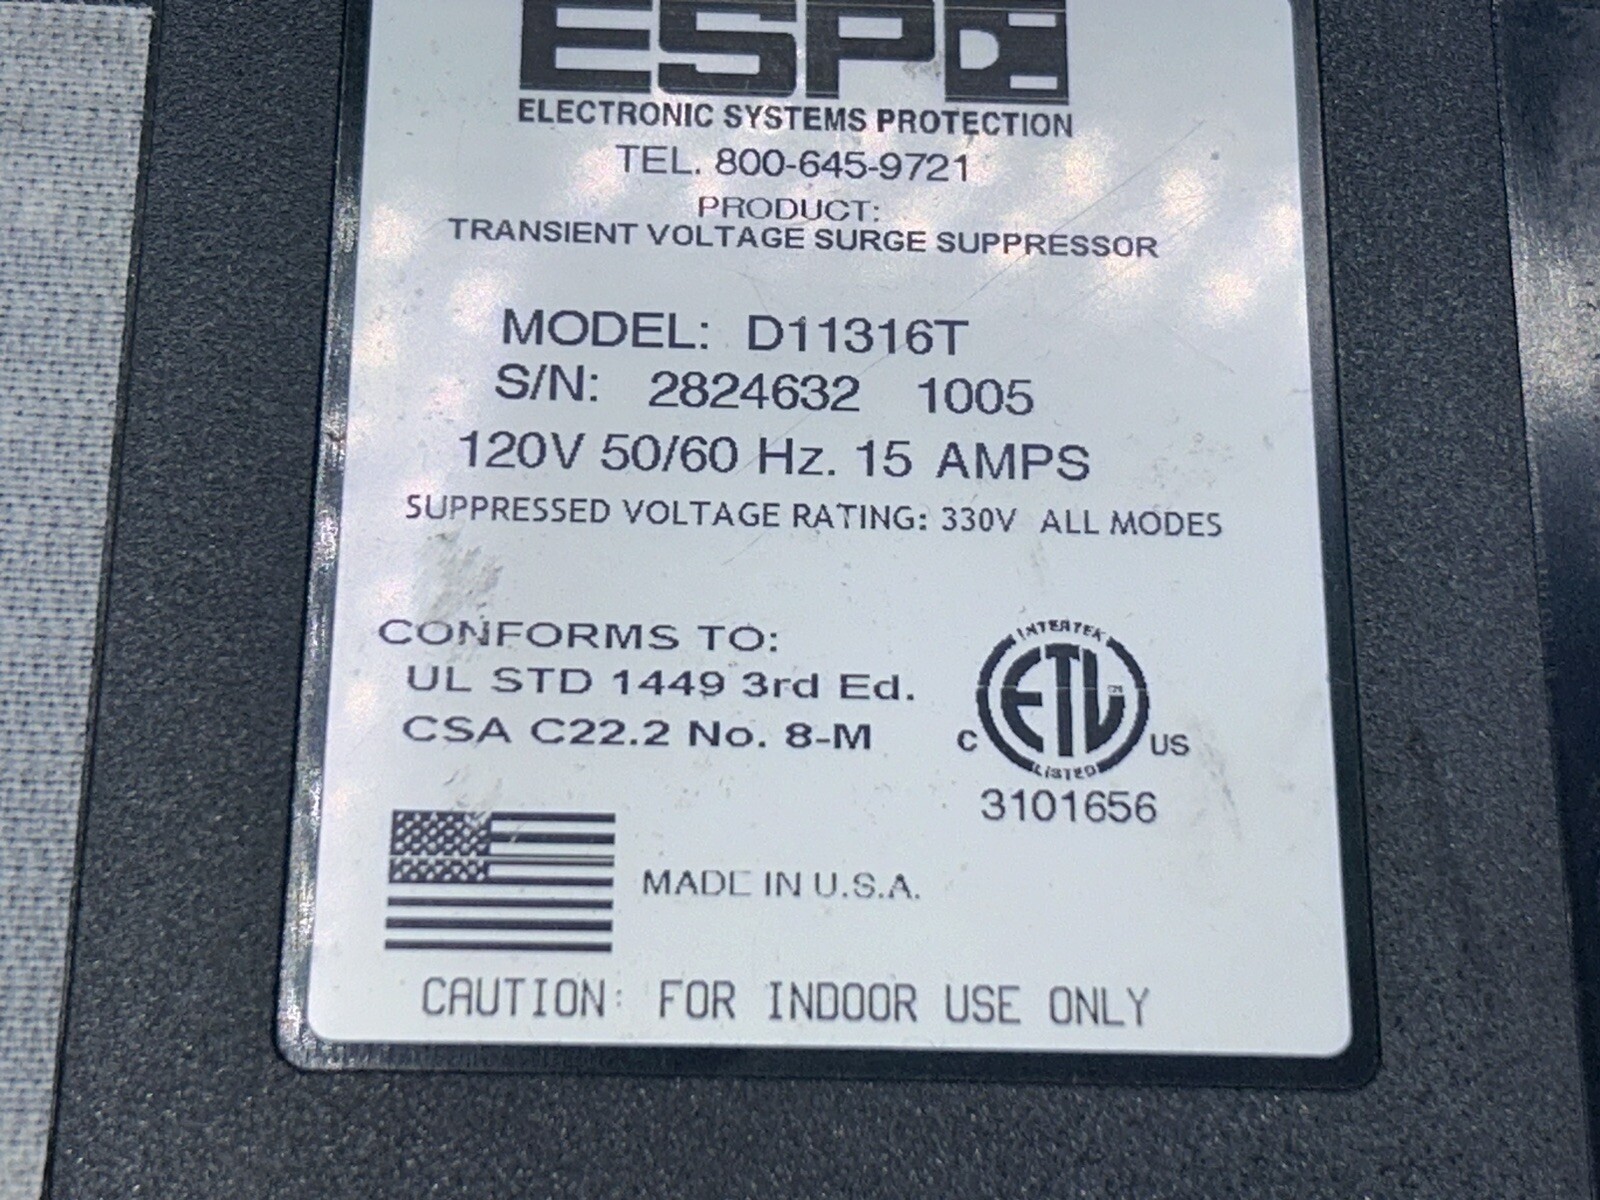 ESP
ELECTRONIC SYSTEMS PROTECTION
TEL. 800-645-9721
PRODUCT:
TRANSIENT VOLTAGE SURGE SUPPRESSOR
MODEL: D11316T
S/N: 2824632 1005
120V 50/60 Hz. 15 AMPS
SUPPRESSED VOLTAGE RATING: 330V ALL MODES
CONFORMS TO:
UL STD 1449 3rd Ed.
CSA C22.2 No. 8-M
INTERTEK
ETL
C US
LISTED
3101656
MADE IN U.S.A.
CAUTION: FOR INDOOR USE ONLY